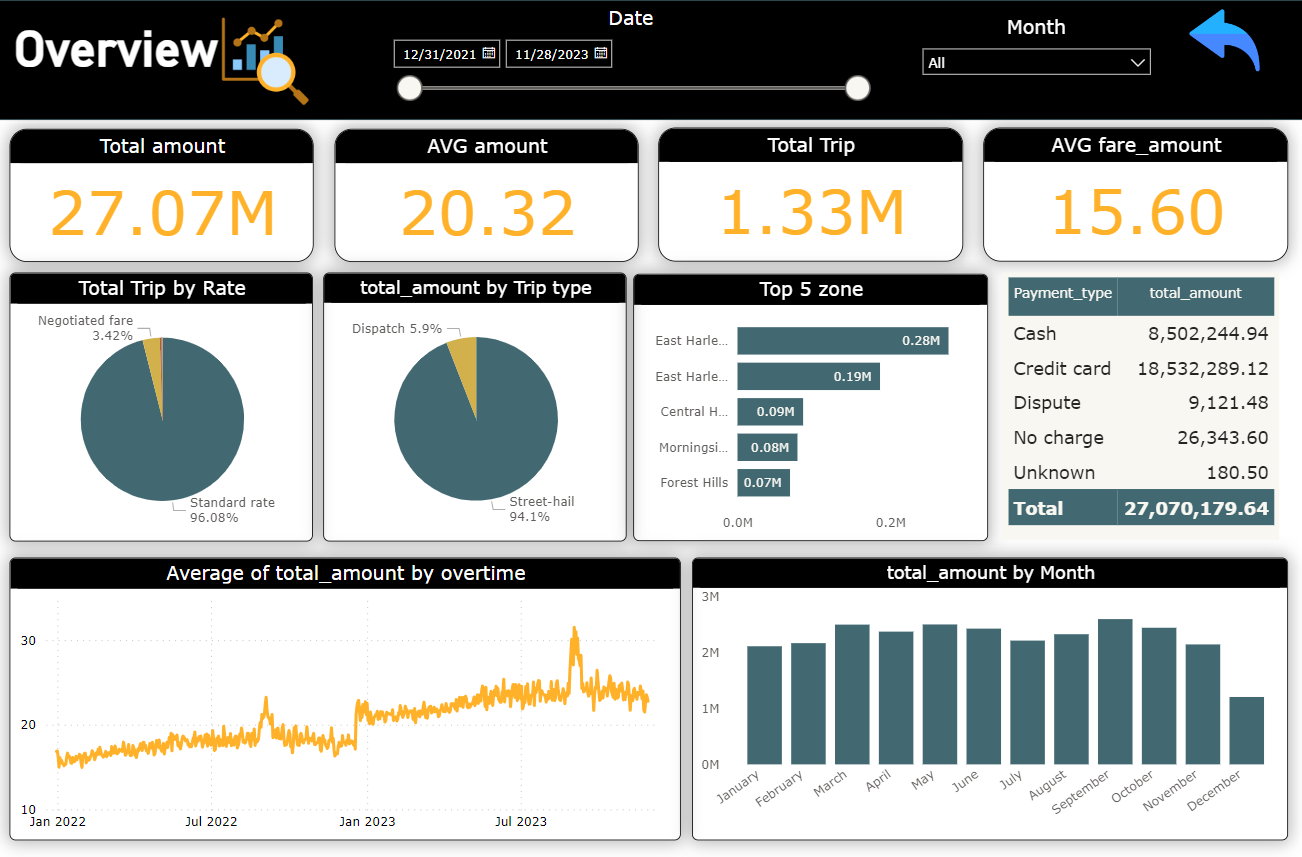 Overview
Date
12/31/2021
11/28/2023
Month
All
Total amount
27.07M
AVG amount
20.32
Total Trip
1.33M
AVG fare_amount
15.60
Total Trip by Rate
Negotiated fare
3.42%
Standard rate
96.08%
total_amount by Trip type
Dispatch 5.9%
Street-hail
94.1%
Top 5 zone
East Harle... 0.28M
East Harle... 0.19M
Central H... 0.09M
Morningsi... 0.08M
Forest Hills 0.07M
0.0M 0.2M
Payment_type total_amount
Cash 8,502,244.94
Credit card 18,532,289.12
Dispute 9,121.48
No charge 26,343.60
Unknown 180.50
Total 27,070,179.64
Average of total_amount by overtime
30
20
10
Jan 2022 Jul 2022 Jan 2023 Jul 2023
total_amount by Month
3M
2M
1M
0M
January February March April May June July August September October November December